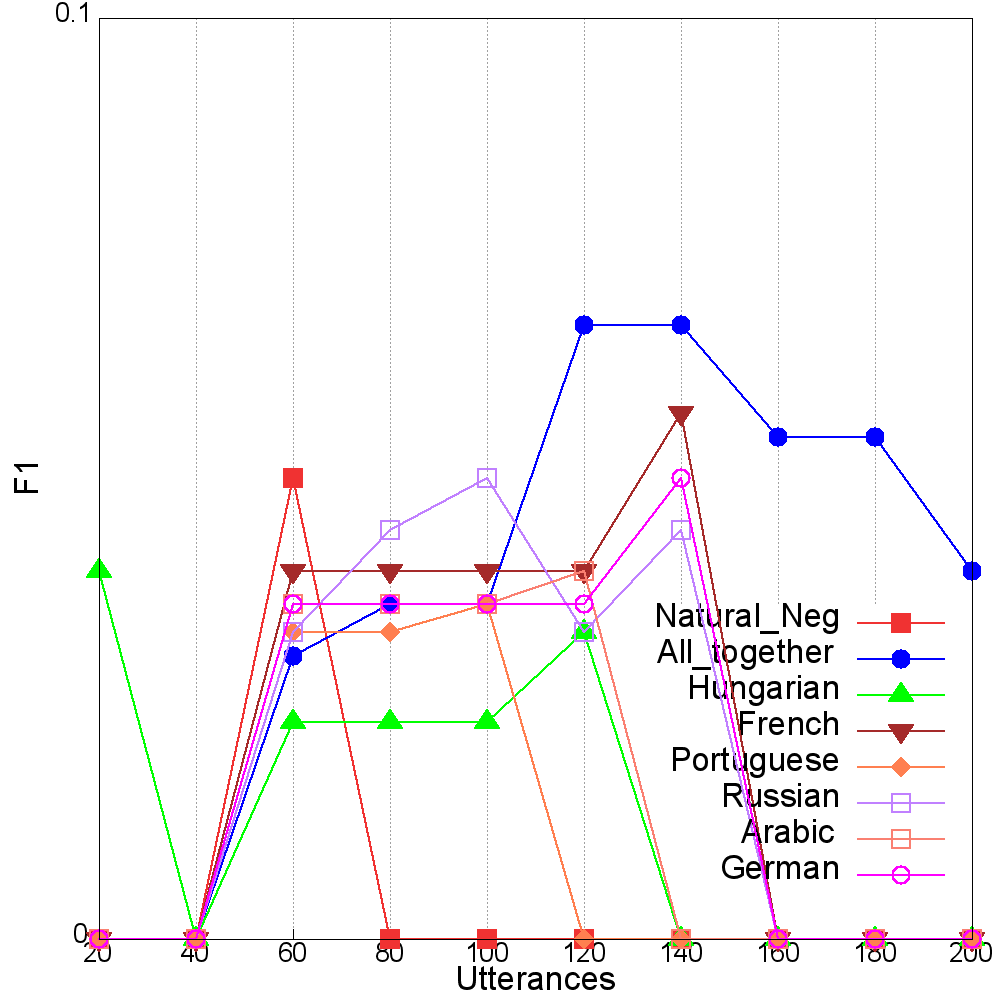 0.1
F1
Natural_Neg
All_together
Hungarian
French
Portuguese
Russian
Arabic
German
0
20 40 60 80 100 120 140 160 180 200
Utterances